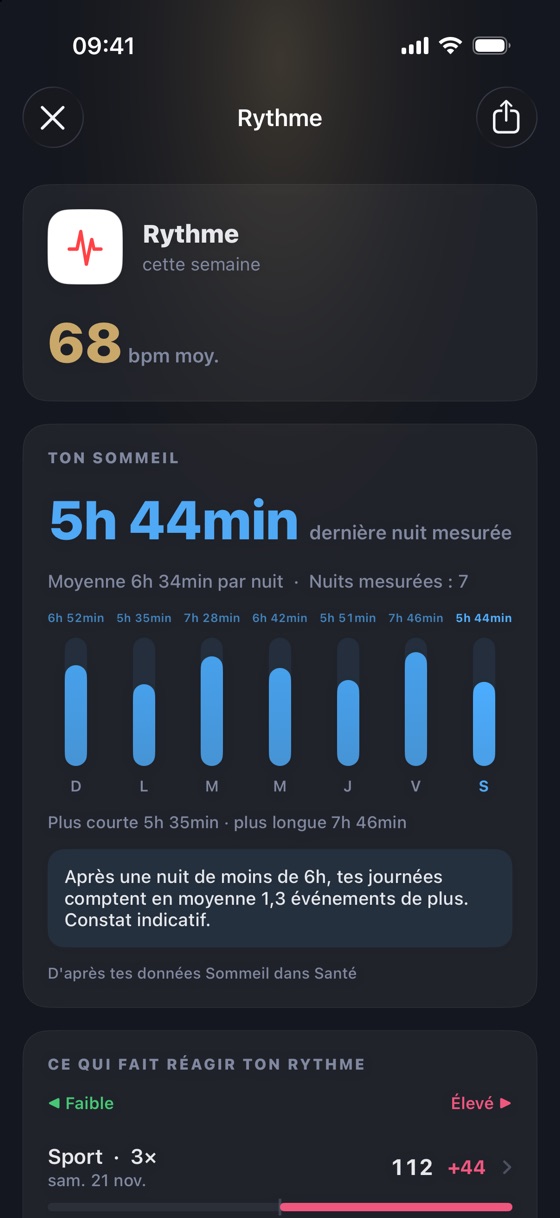 09:41
Rythme
Rythme
cette semaine
68 bpm moy.
TON SOMMEIL
5h 44min dernière nuit mesurée
Moyenne 6h 34min par nuit · Nuits mesurées : 7
6h 52min 5h 35min 7h 28min 6h 42min 5h 51min 7h 46min 5h 44min
D L M M J V S
Plus courte 5h 35min · plus longue 7h 46min
Après une nuit de moins de 6h, tes journées
comptent en moyenne 1,3 événements de plus.
Constat indicatif.
D'après tes données Sommeil dans Santé
CE QUI FAIT RÉAGIR TON RYTHME
◀ Faible Élevé ▶
Sport · 3× 112 +44
sam. 21 nov.